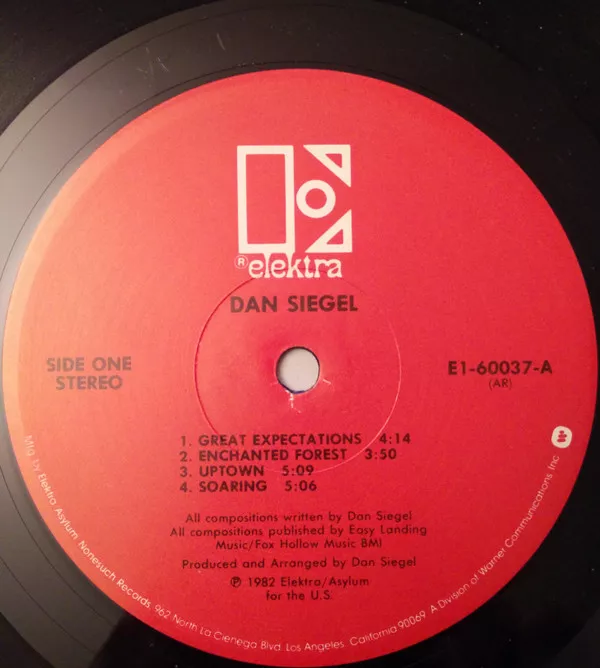 ® elektra
DAN SIEGEL
SIDE ONE
STEREO
E1-60037-A
(AR)
1. GREAT EXPECTATIONS 4:14
2. ENCHANTED FOREST 3:50
3. UPTOWN 5:09
4. SOARING 5:06
All compositions written by Dan Siegel
All compositions published by Easy Landing
Music/Fox Hollow Music BMI
Produced and Arranged by Dan Siegel
℗ 1982 Elektra/Asylum
for the U.S.
Mfg by Elektra Asylum. Nonesuch Records, 962 North La Cienega Blvd. Los Angeles. California 90069 A Division of Warner Communications Inc